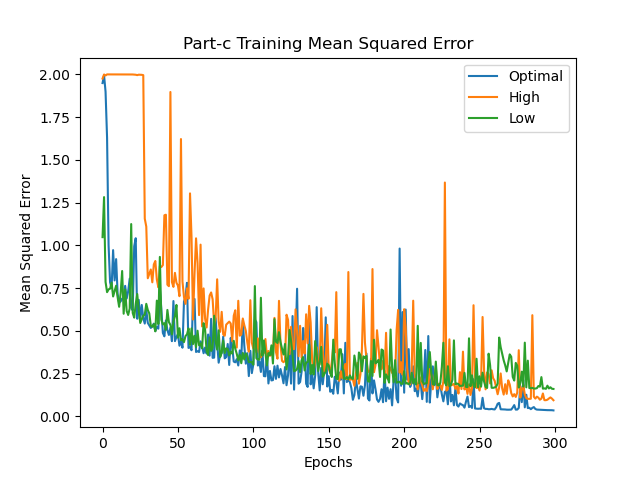 Part-c Training Mean Squared Error
Optimal
High
Low
Mean Squared Error
2.00
1.75
1.50
1.25
1.00
0.75
0.50
0.25
0.00
0 50 100 150 200 250 300
Epochs